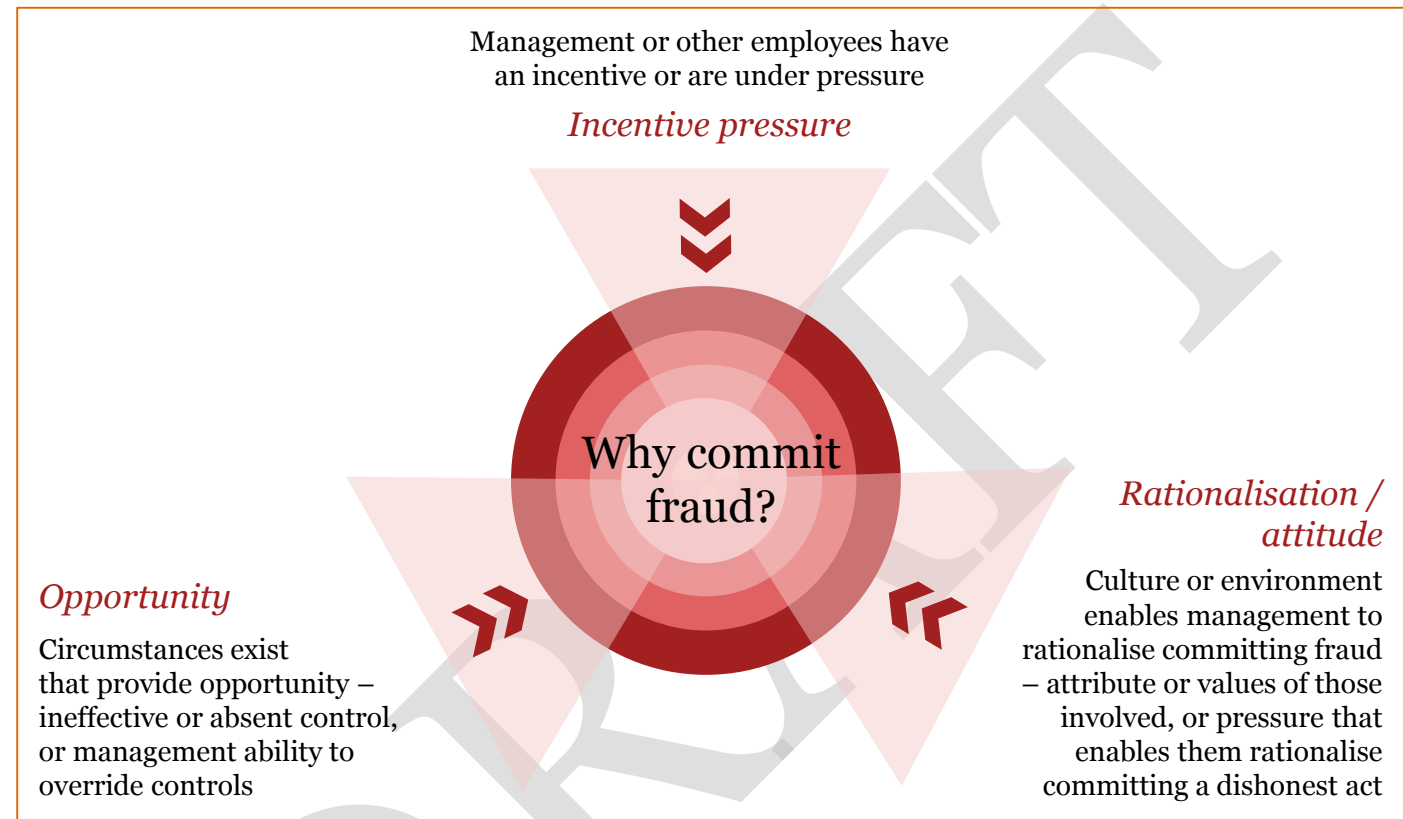 Management or other employees have
an incentive or are under pressure
Incentive pressure
Why commit
fraud?
Opportunity
Circumstances exist
that provide opportunity –
ineffective or absent control,
or management ability to
override controls
Rationalisation /
attitude
Culture or environment
enables management to
rationalise committing fraud
– attribute or values of those
involved, or pressure that
enables them rationalise
committing a dishonest act
DRAFT